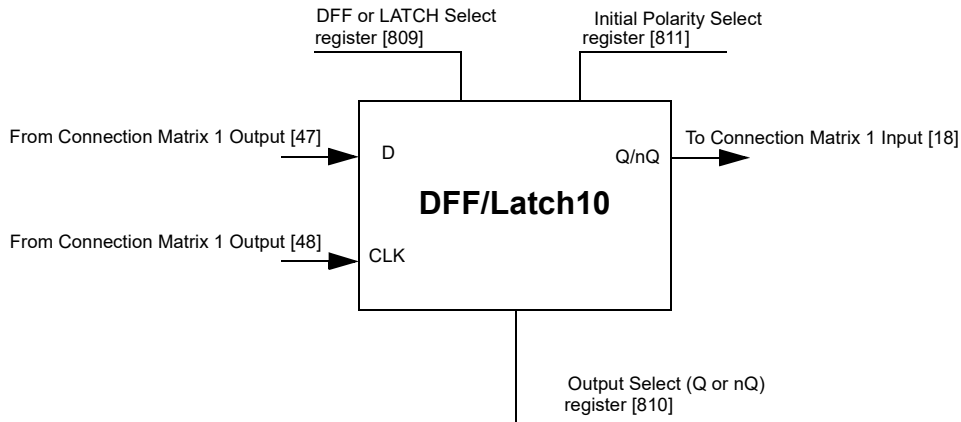 DFF or LATCH Select
register [809]
Initial Polarity Select
register [811]
From Connection Matrix 1 Output [47]
D
Q/nQ
To Connection Matrix 1 Input [18]
DFF/Latch10
From Connection Matrix 1 Output [48]
CLK
Output Select (Q or nQ)
register [810]